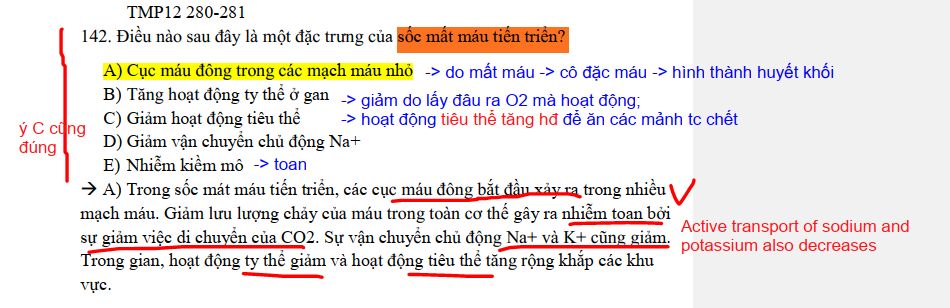 TMP12 280-281
142. Điều nào sau đây là một đặc trưng của sốc mất máu tiến triển?
A) Cục máu đông trong các mạch máu nhỏ -> do mất máu -> cô đặc máu -> hình thành huyết khối
B) Tăng hoạt động ty thể ở gan -> giảm do lấy đâu ra O2 mà hoạt động;
C) Giảm hoạt động tiêu thể -> hoạt động tiêu thể tăng hđ để ăn các mảnh tc chết
ý C cũng
đúng
D) Giảm vận chuyển chủ động Na+
E) Nhiễm kiềm mô -> toan
→ A) Trong sốc mát máu tiến triển, các cục máu đông bắt đầu xảy ra trong nhiều
mạch máu. Giảm lưu lượng chảy của máu trong toàn cơ thế gây ra nhiễm toan bởi
sự giảm việc di chuyển của CO2. Sự vận chuyển chủ động Na+ và K+ cũng giảm.
Trong gian, hoạt động ty thể giảm và hoạt động tiêu thể tăng rộng khắp các khu
vực.
Active transport of sodium and
potassium also decreases